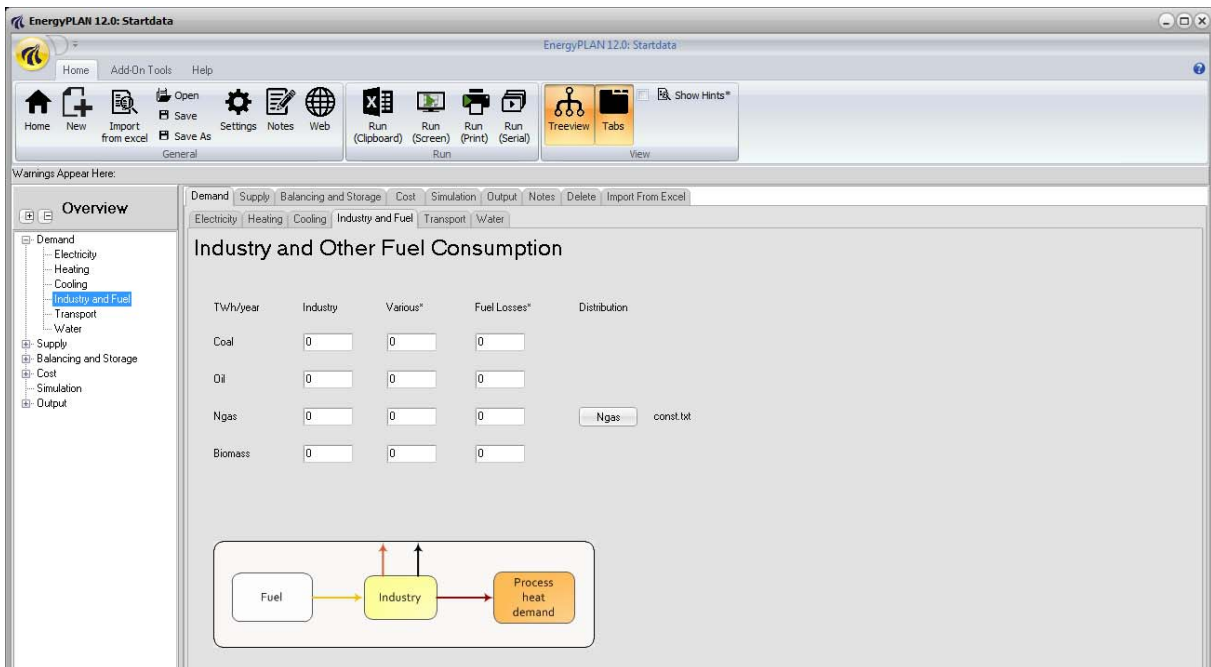 EnergyPLAN 12.0: Startdata
EnergyPLAN 12.0: Startdata
Home Add-On Tools Help
Home
New
Import from excel
Open
Save
Save As
Settings
Notes
Web
General
Run (Clipboard)
Run (Screen)
Run (Print)
Run (Serial)
Run
Treeview
Tabs
Show Hints*
View
Warnings Appear Here:
Overview
Demand
Electricity
Heating
Cooling
Industry and Fuel
Transport
Water
Supply
Balancing and Storage
Cost
Simulation
Output
Demand Supply Balancing and Storage Cost Simulation Output Notes Delete Import From Excel
Electricity Heating Cooling Industry and Fuel Transport Water
Industry and Other Fuel Consumption
TWh/year Industry Various* Fuel Losses* Distribution
Coal 0 0 0
Oil 0 0 0
Ngas 0 0 0 Ngas const.txt
Biomass 0 0 0
Fuel
Industry
Process
heat
demand